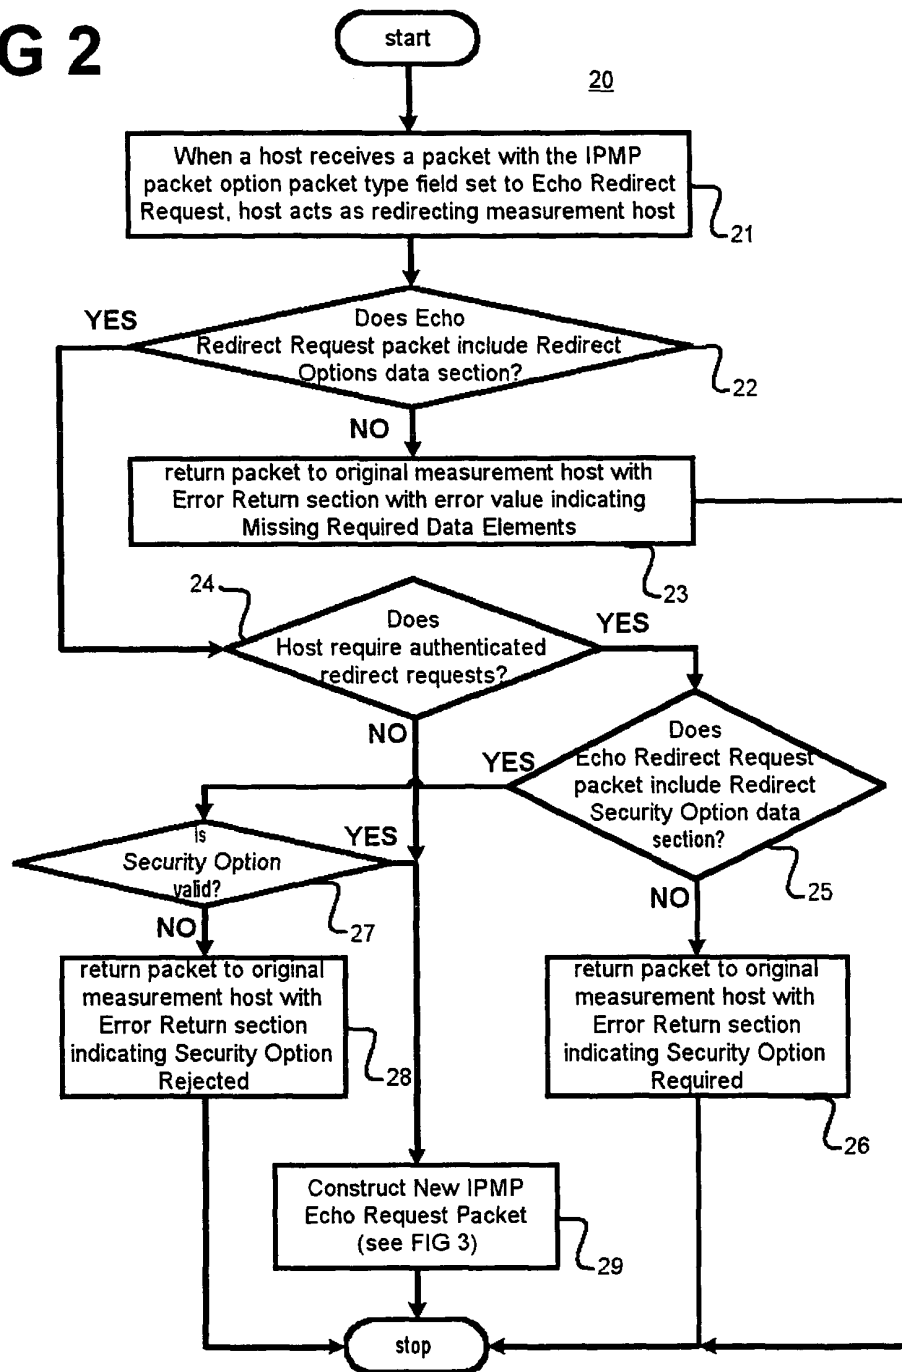 G 2
start
20
When a host receives a packet with the IPMP
packet option packet type field set to Echo Redirect
Request, host acts as redirecting measurement host
21
YES
Does Echo
Redirect Request packet include Redirect
Options data section?
22
NO
return packet to original measurement host with
Error Return section with error value indicating
Missing Required Data Elements
23
24
Does
Host require authenticated
redirect requests?
YES
NO
Does
Echo Redirect Request
packet include Redirect
Security Option data
section?
YES
25
NO
Is
Security Option
valid?
YES
27
NO
return packet to original
measurement host with
Error Return section
indicating Security Option
Rejected
28
return packet to original
measurement host with
Error Return section
indicating Security Option
Required
26
Construct New IPMP
Echo Request Packet
(see FIG 3)
29
stop